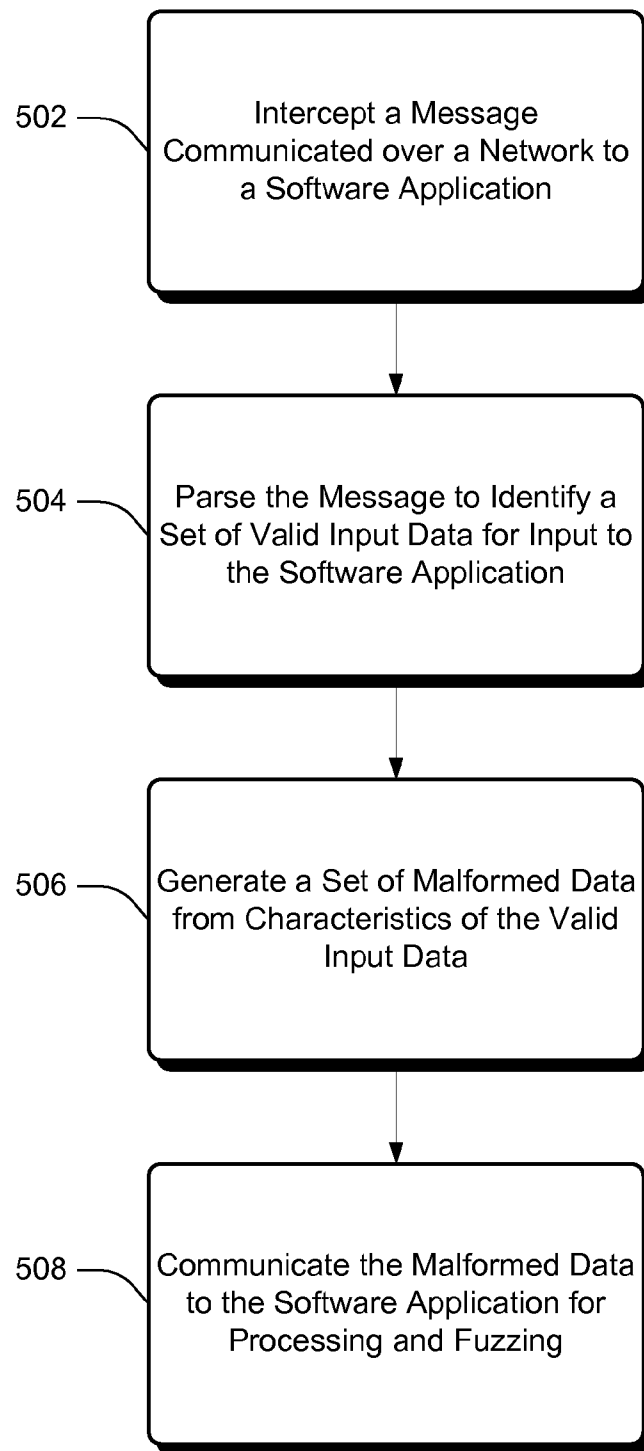 502
Intercept a Message
Communicated over a Network to
a Software Application
504
Parse the Message to Identify a
Set of Valid Input Data for Input to
the Software Application
506
Generate a Set of Malformed Data
from Characteristics of the Valid
Input Data
508
Communicate the Malformed Data
to the Software Application for
Processing and Fuzzing